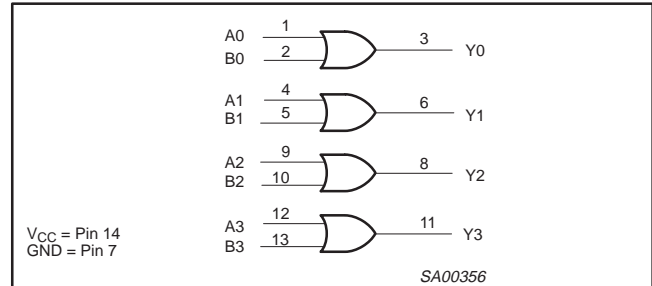 A0 1 3 Y0
B0 2
A1 4 6 Y1
B1 5
A2 9 8 Y2
B2 10
A3 12 11 Y3
B3 13
VCC = Pin 14
GND = Pin 7
SA00356